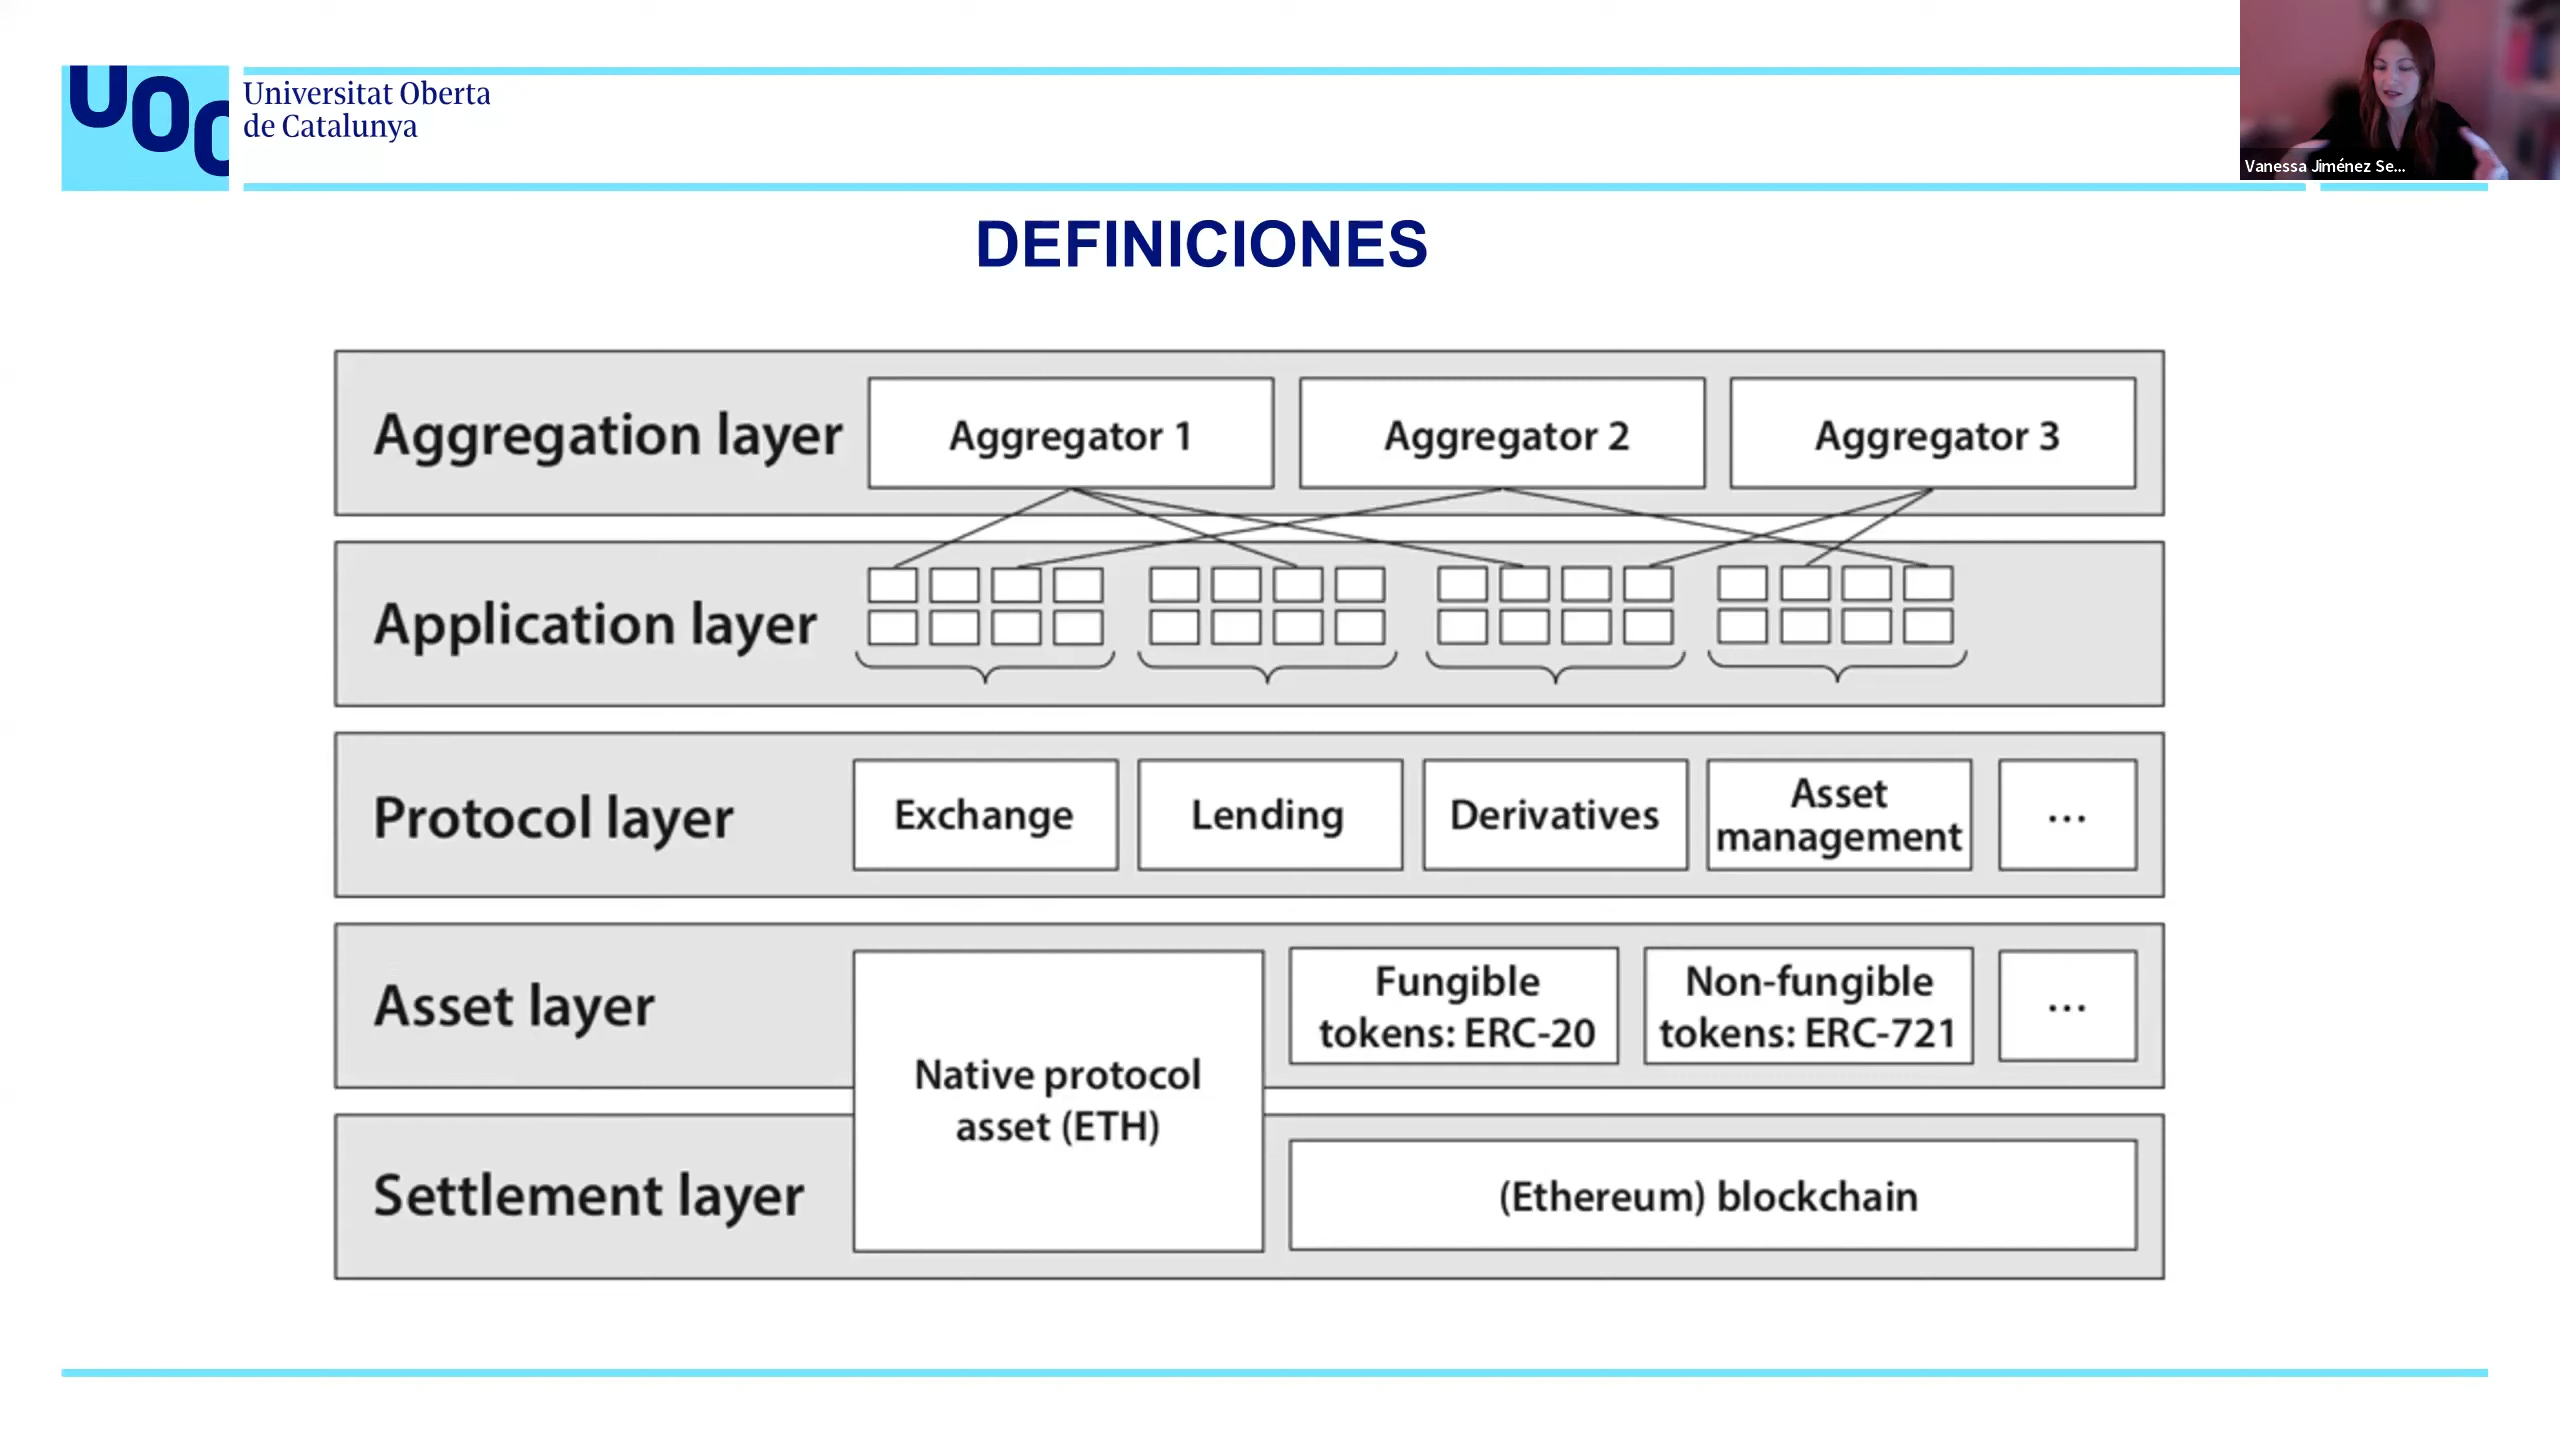 UOC
Universitat Oberta
de Catalunya
Vanessa Jiménez Se...
DEFINICIONES
Aggregation layer
Aggregator 1
Aggregator 2
Aggregator 3
Application layer
Protocol layer
Exchange
Lending
Derivatives
Asset
management
...
Asset layer
Native protocol
asset (ETH)
Fungible
tokens: ERC-20
Non-fungible
tokens: ERC-721
...
Settlement layer
(Ethereum) blockchain